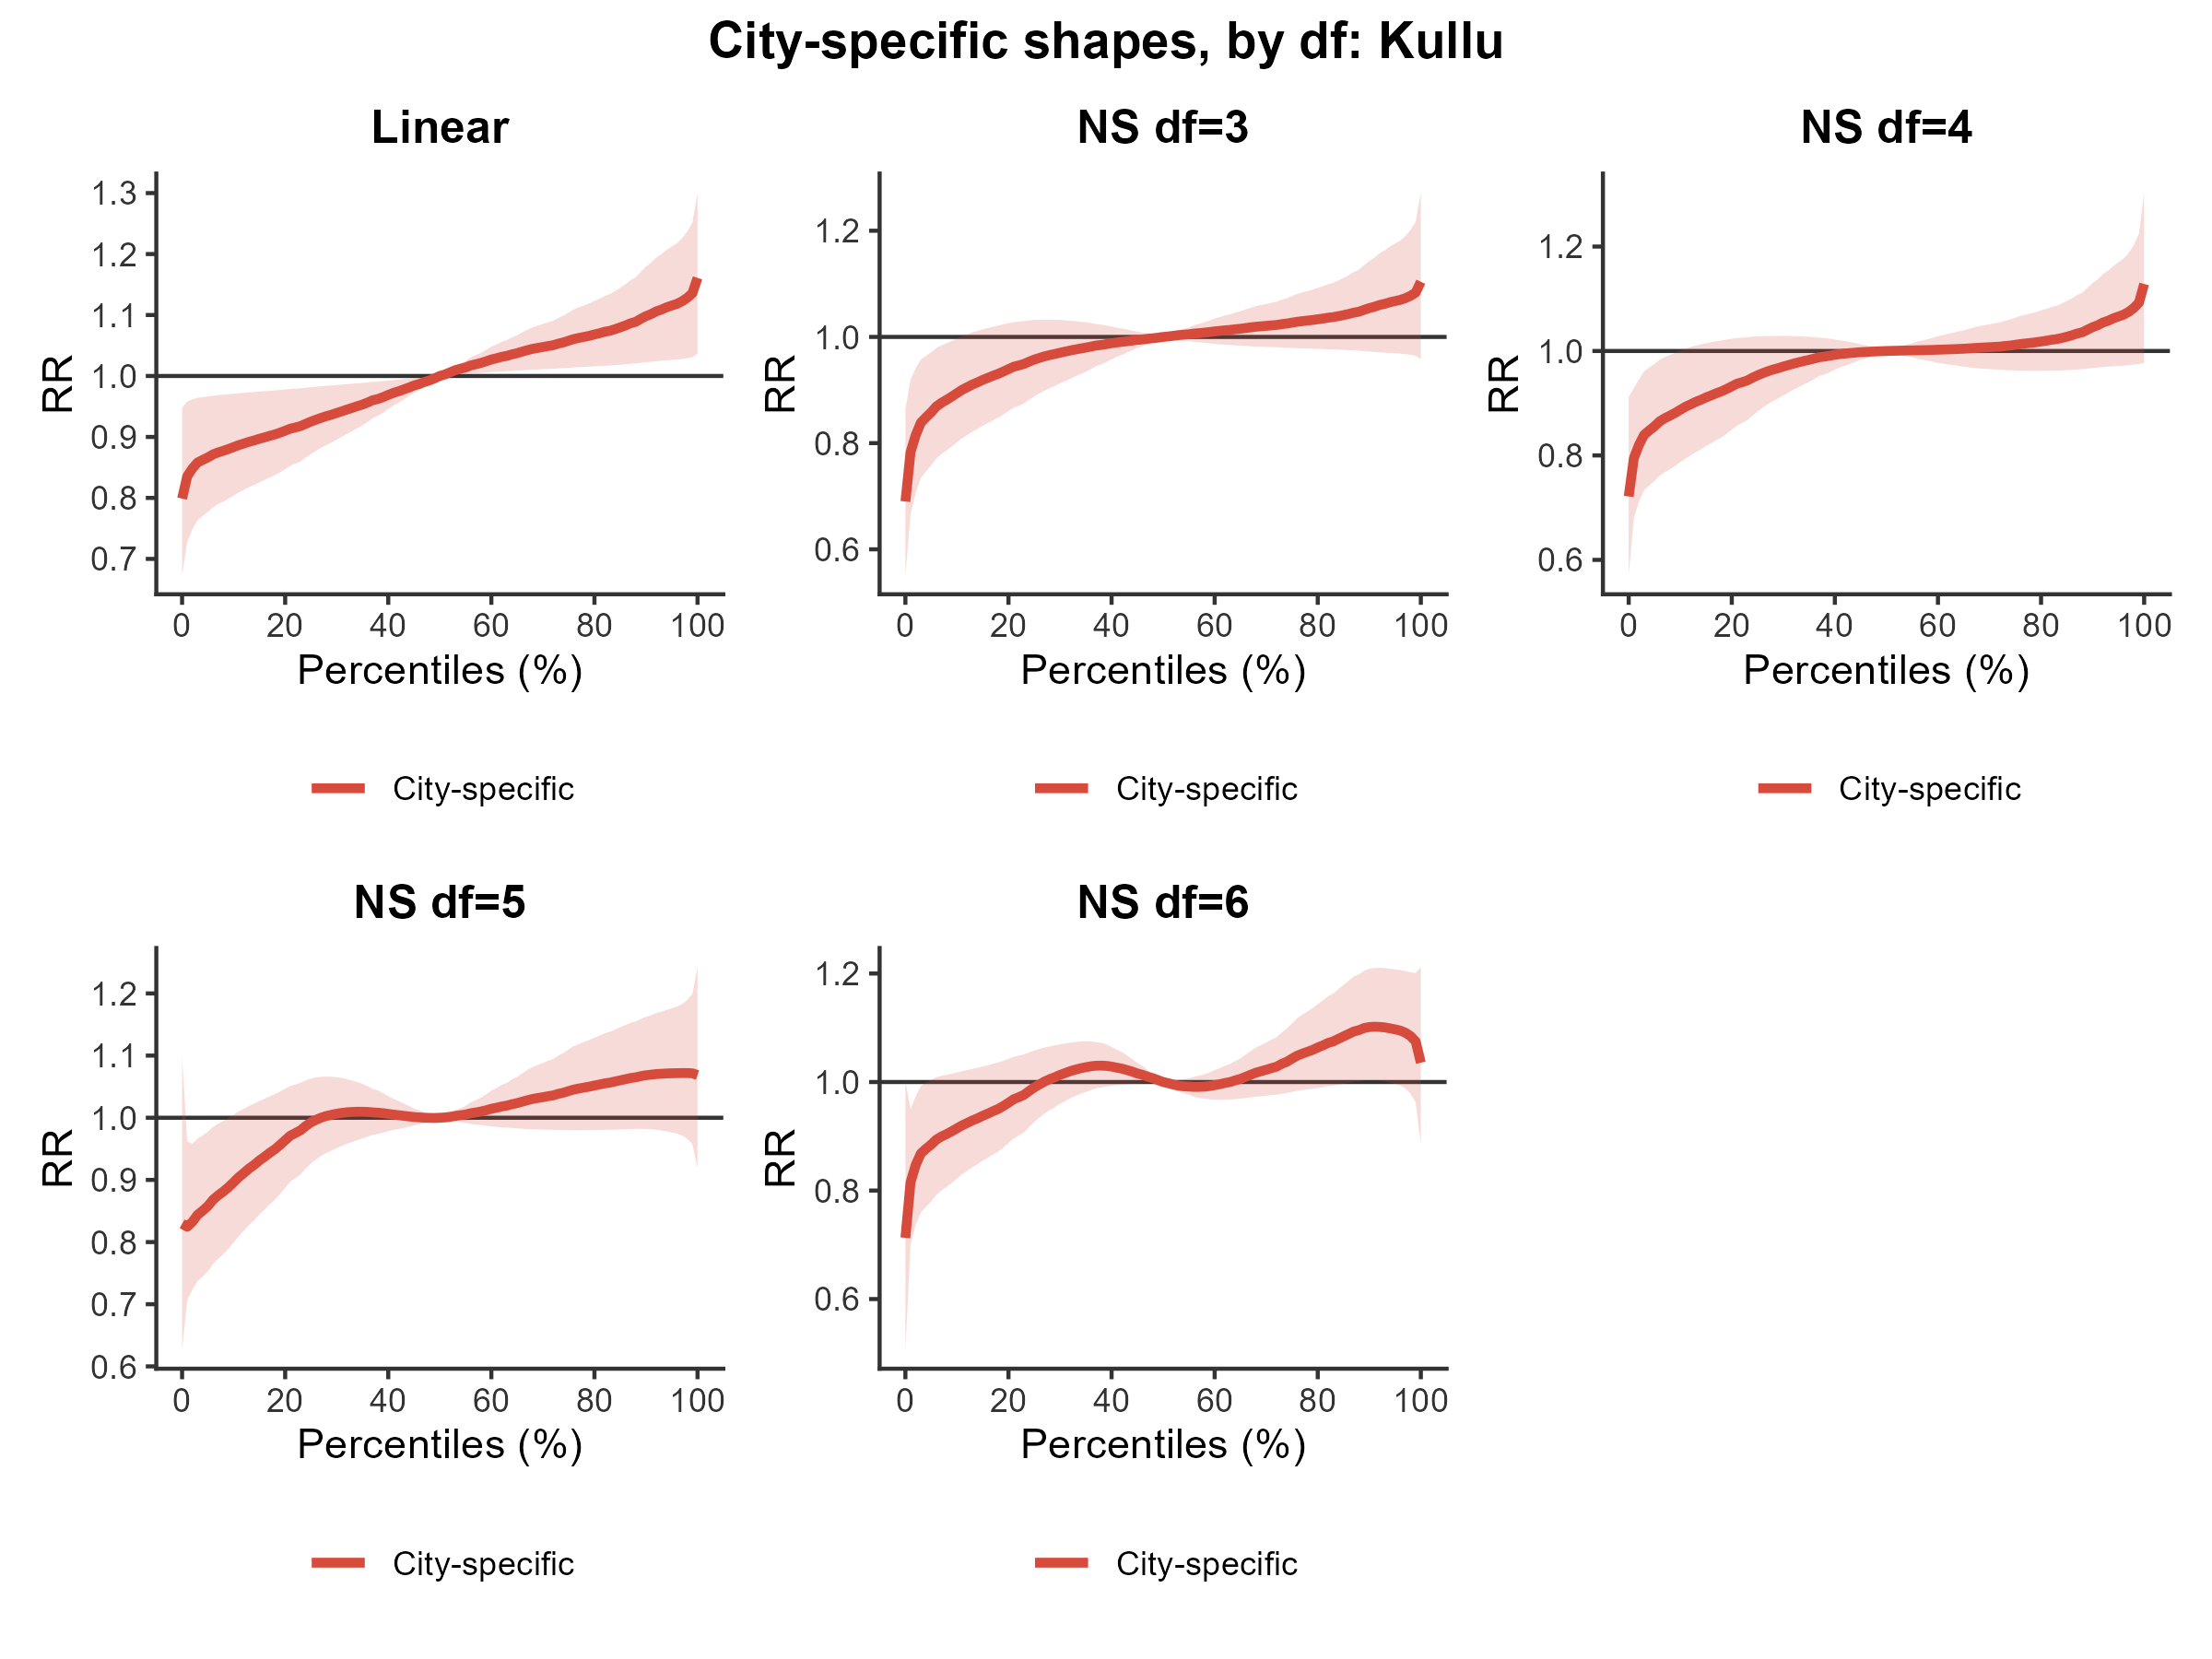 City-specific shapes, by df: Kullu
Linear
NS df=3
NS df=4
1.3
1.2
1.1
1.0
0.9
0.8
0.7
RR
0 20 40 60 80 100
Percentiles (%)
City-specific
1.2
1.0
0.8
0.6
RR
0 20 40 60 80 100
Percentiles (%)
City-specific
1.2
1.0
0.8
0.6
RR
0 20 40 60 80 100
Percentiles (%)
City-specific
NS df=5
NS df=6
1.2
1.1
1.0
0.9
0.8
0.7
0.6
RR
0 20 40 60 80 100
Percentiles (%)
City-specific
1.2
1.0
0.8
0.6
RR
0 20 40 60 80 100
Percentiles (%)
City-specific